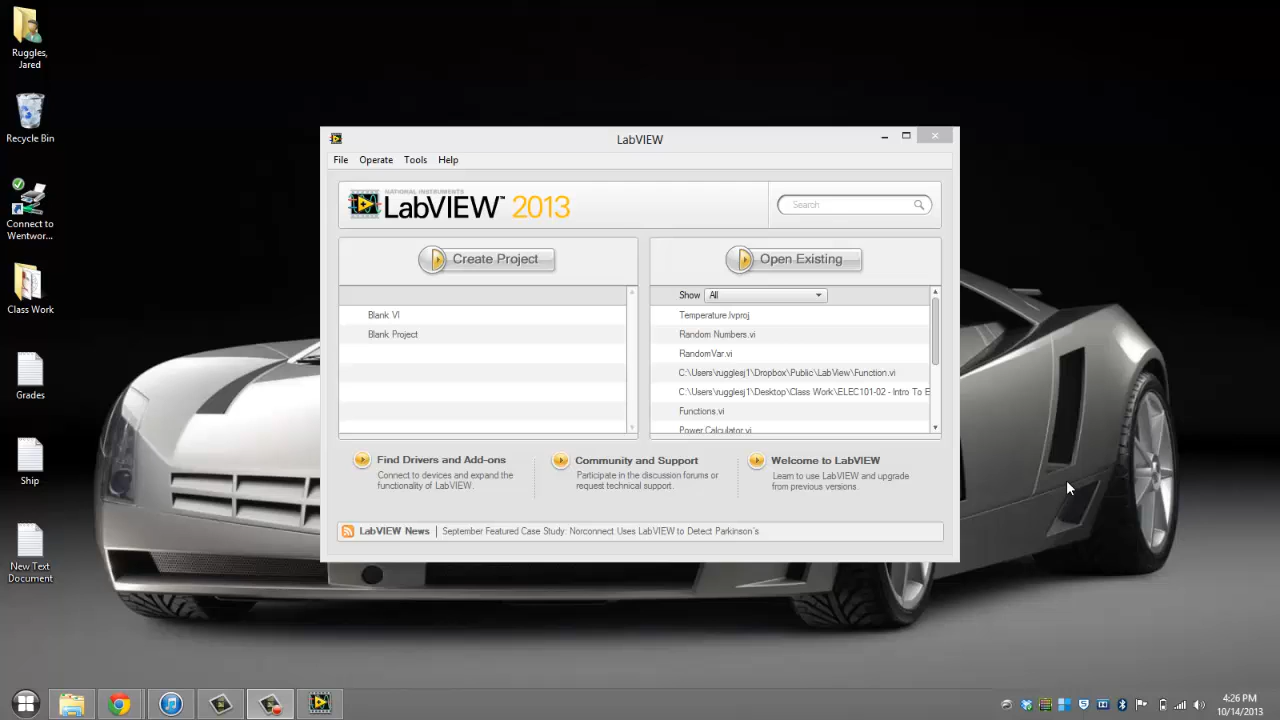 Ruggles,
Jared
Recycle Bin
Connect to
Wentwor...
Class Work
Grades
Ship
New Text
Document
LabVIEW
File Operate Tools Help
NATIONAL INSTRUMENTS
LabVIEW™ 2013
Search
Create Project
Blank VI
Blank Project
Open Existing
Show All
Temperature.lvproj
Random Numbers.vi
RandomVar.vi
C:\Users\rugglesj1\Dropbox\Public\LabView\Function.vi
C:\Users\rugglesj1\Desktop\Class Work\ELEC101-02 - Intro To E
Functions.vi
Power Calculator.vi
Find Drivers and Add-ons
Connect to devices and expand the
functionality of LabVIEW.
Community and Support
Participate in the discussion forums or
request technical support.
Welcome to LabVIEW
Learn to use LabVIEW and upgrade
from previous versions.
LabVIEW News | September Featured Case Study: Norconnect Uses LabVIEW to Detect Parkinson's
4:26 PM
10/14/2013